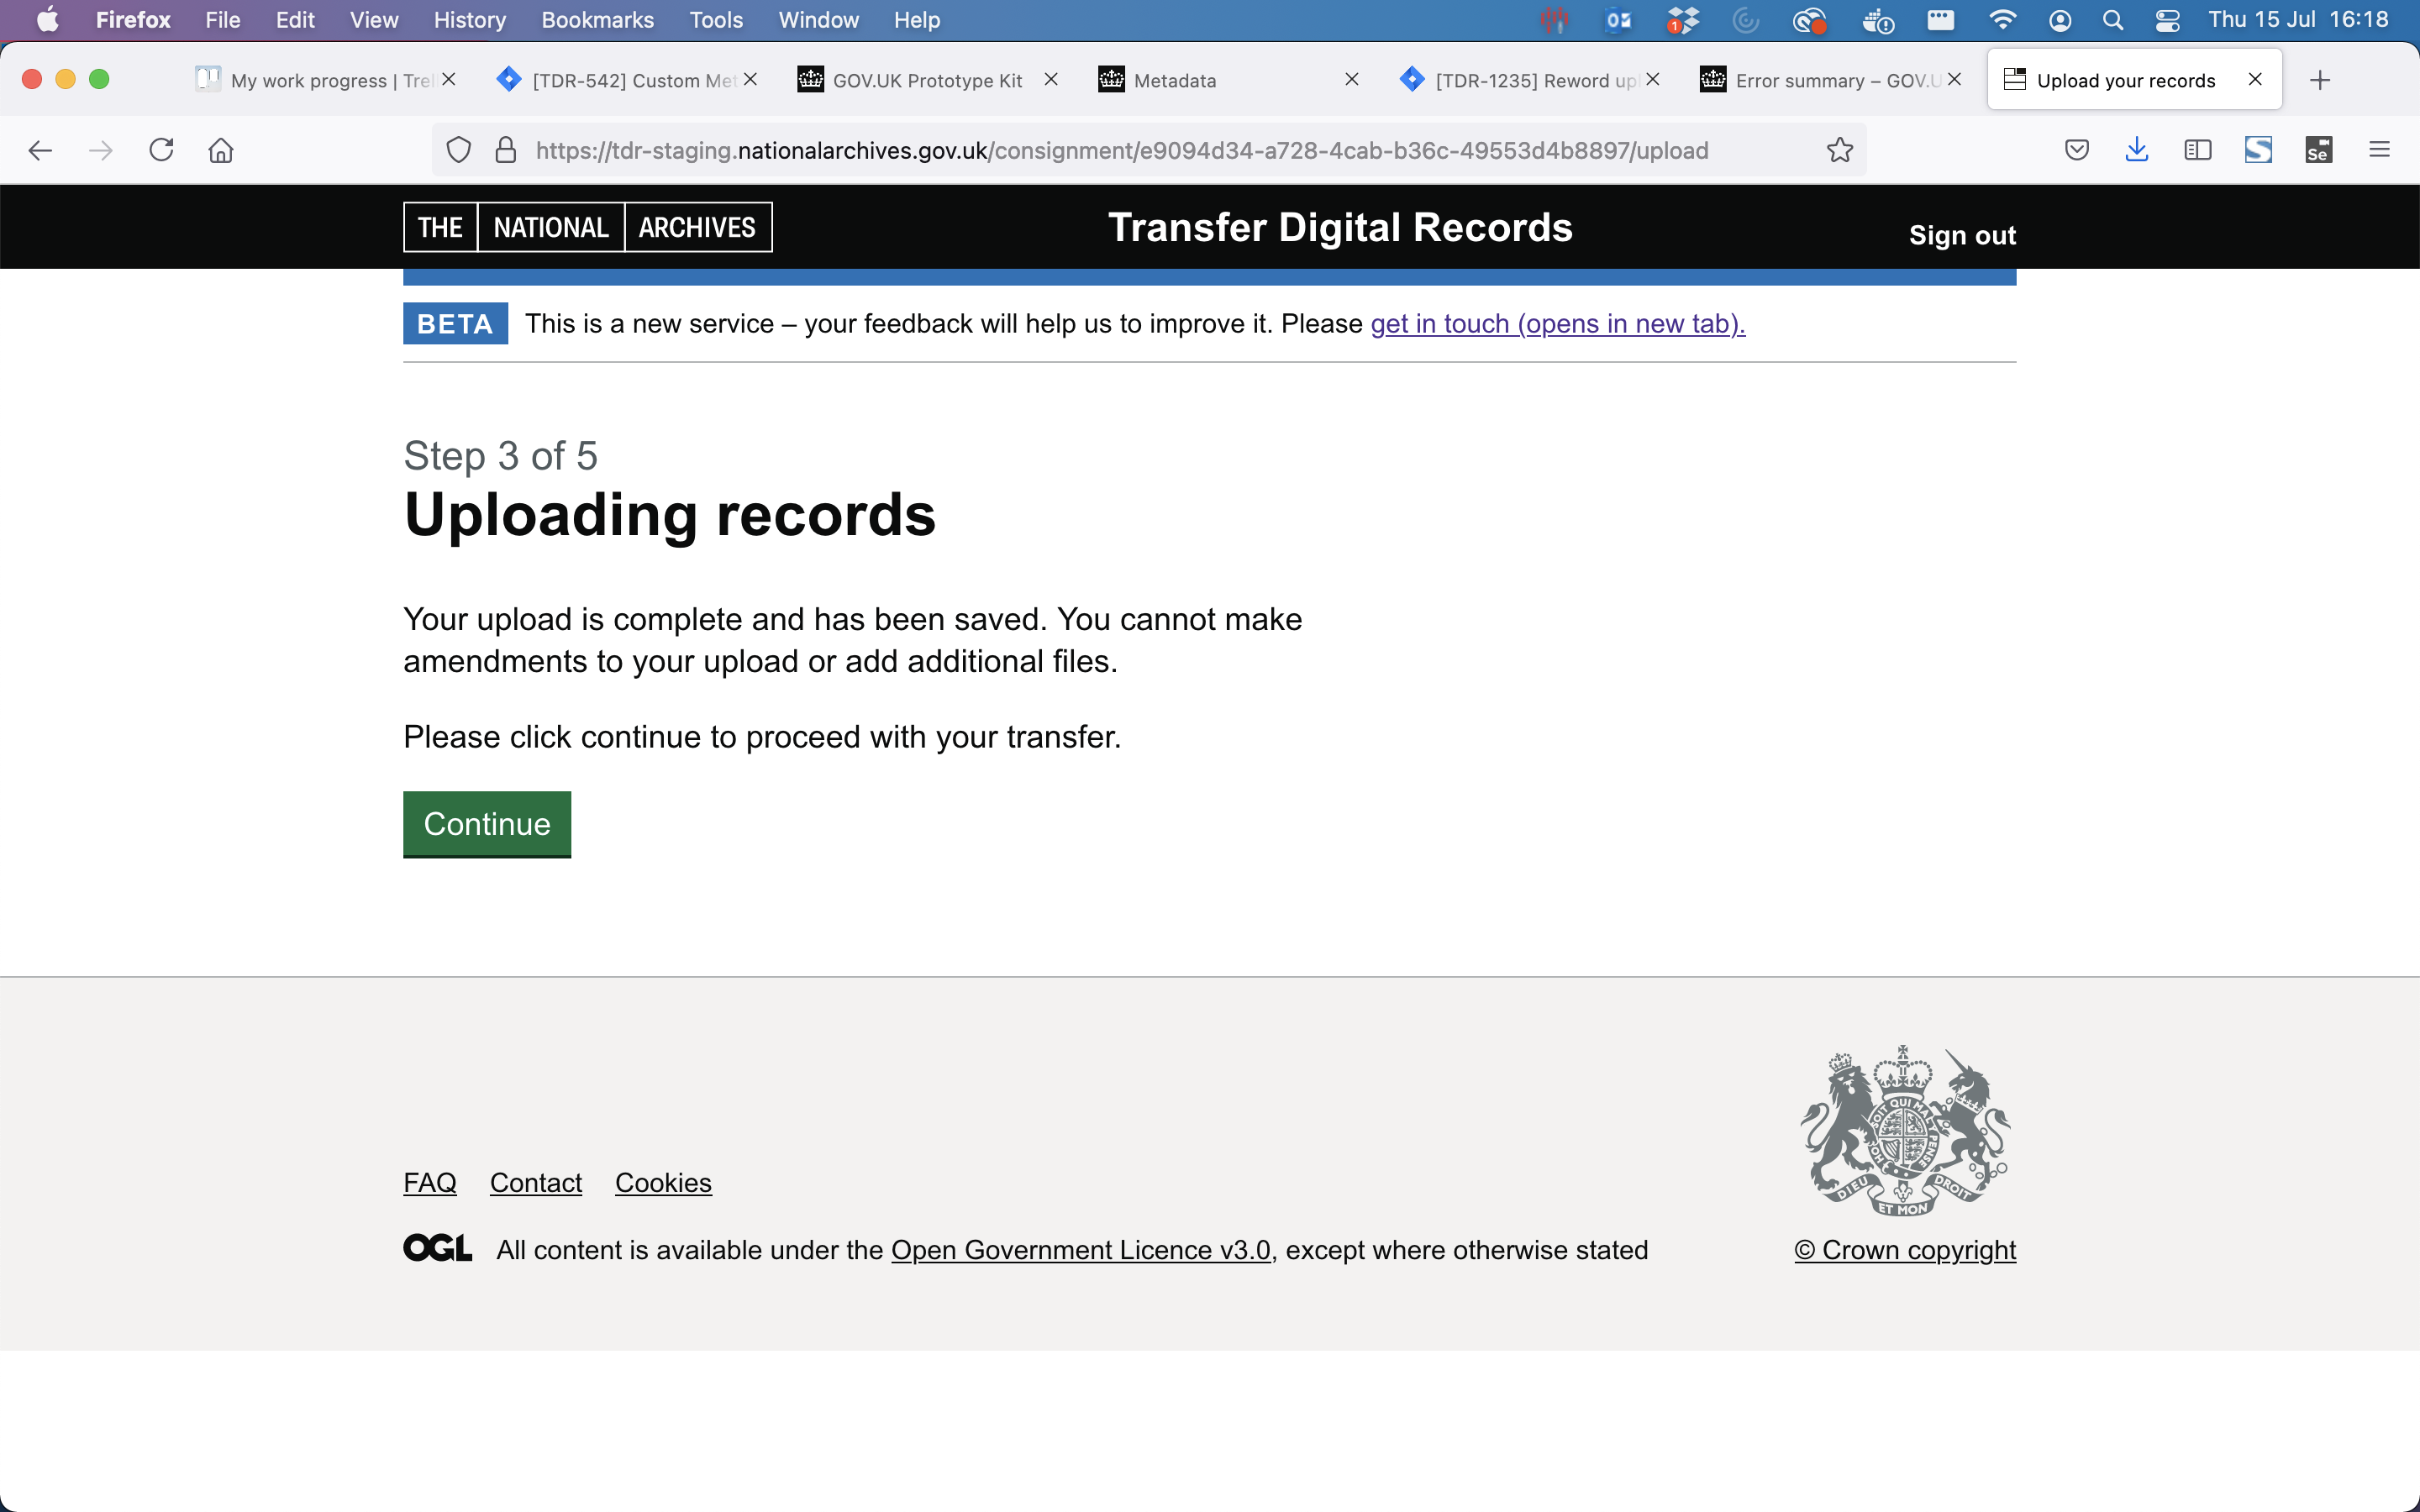 Firefox File Edit View History Bookmarks Tools Window Help 1 Thu 15 Jul 16:18
My work progress | Trel [TDR-542] Custom Met GOV.UK Prototype Kit Metadata [TDR-1235] Reword up Error summary – GOV.U Upload your records
https://tdr-staging.nationalarchives.gov.uk/consignment/e9094d34-a728-4cab-b36c-49553d4b8897/upload Se
THE NATIONAL ARCHIVES Transfer Digital Records Sign out
BETA This is a new service – your feedback will help us to improve it. Please get in touch (opens in new tab).
Step 3 of 5
Uploading records
Your upload is complete and has been saved. You cannot make
amendments to your upload or add additional files.
Please click continue to proceed with your transfer.
Continue
FAQ Contact Cookies
DIEU ET MON DROIT
OGL All content is available under the Open Government Licence v3.0, except where otherwise stated © Crown copyright